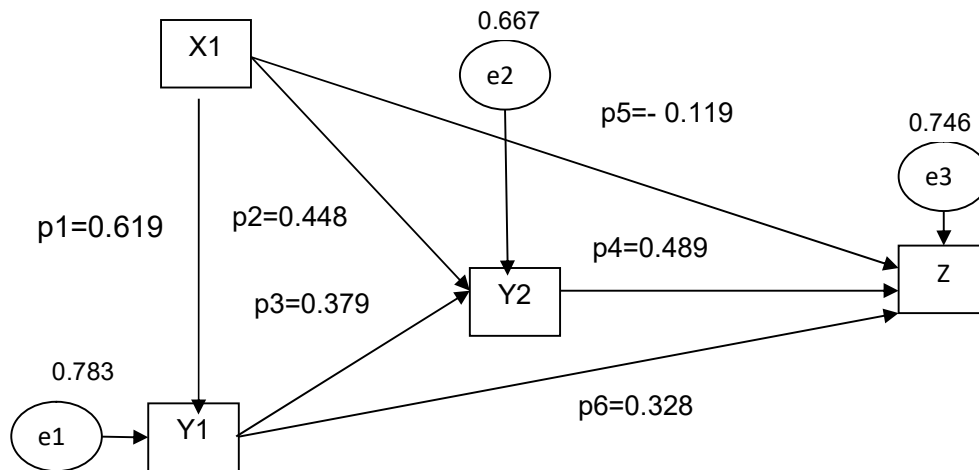 0.667
X1
e2
p5=- 0.119
0.746
e3
p1=0.619
p2=0.448
p4=0.489
Z
Y2
p3=0.379
0.783
p6=0.328
e1
Y1